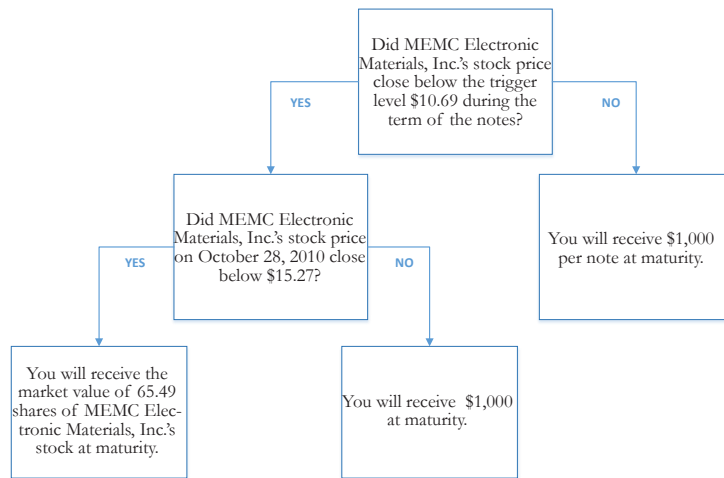 Did MEMC Electronic
Materials, Inc.'s stock price
close below the trigger
level $10.69 during the
term of the notes?
YES
NO
Did MEMC Electronic
Materials, Inc.'s stock price
on October 28, 2010 close
below $15.27?
You will receive $1,000
per note at maturity.
YES
NO
You will receive the
market value of 65.49
shares of MEMC Elec-
tronic Materials, Inc.'s
stock at maturity.
You will receive $1,000
at maturity.